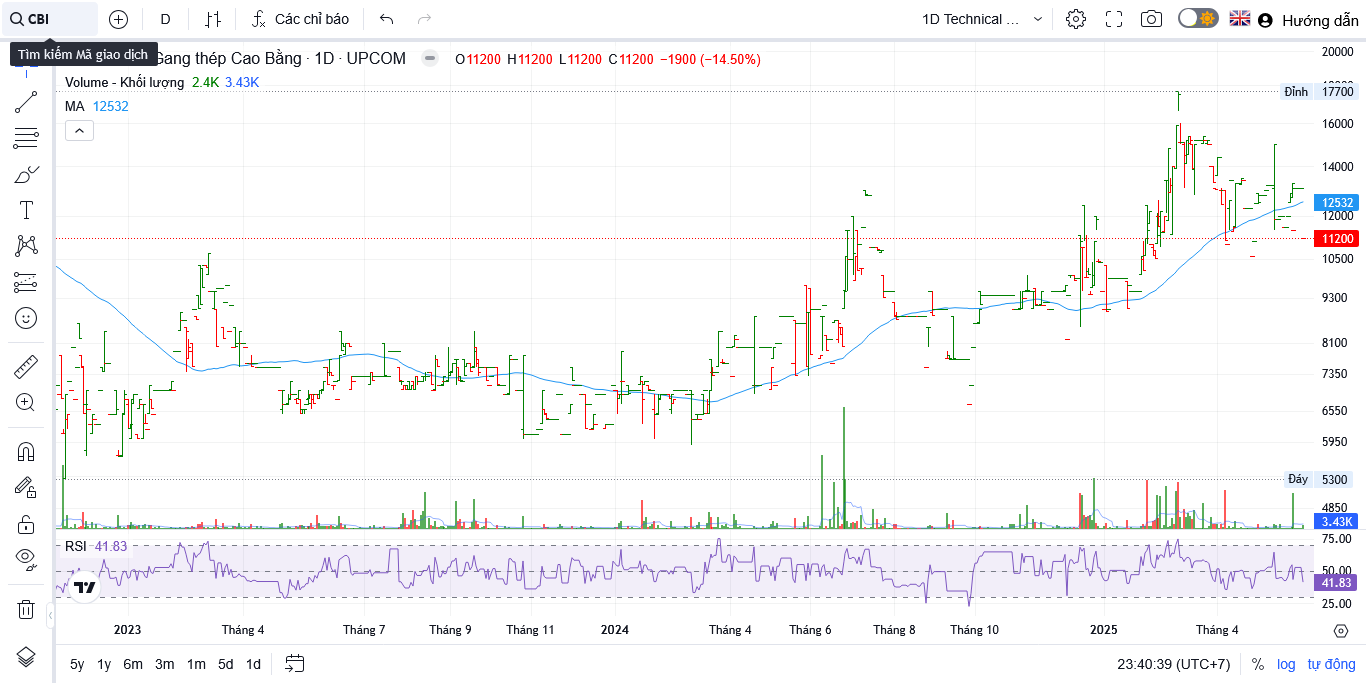 CBI D Các chỉ báo 1D Technical ... Hướng dẫn
Tìm kiếm Mã giao dịch
Gang thép Cao Bằng · 1D · UPCOM O11200 H11200 L11200 C11200 −1900 (−14.50%)
Volume - Khối lượng 2.4K 3.43K
MA 12532
20000
Đỉnh 17700
16000
14000
12532
12000
11200
10500
9300
8100
7350
6550
5950
Đáy 5300
4850
3.43K
RSI 41.83
75.00
50.00
41.83
25.00
2023 Tháng 4 Tháng 7 Tháng 9 Tháng 11 2024 Tháng 4 Tháng 6 Tháng 8 Tháng 10 2025 Tháng 4
5y 1y 6m 3m 1m 5d 1d 23:40:39 (UTC+7) % log tự động